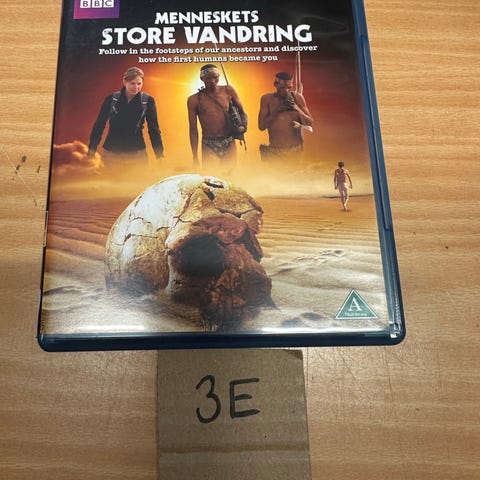 BBC
MENNESKETS
STORE VANDRING
Follow in the footsteps of our ancestors and discover
how the first humans became you
A
3E